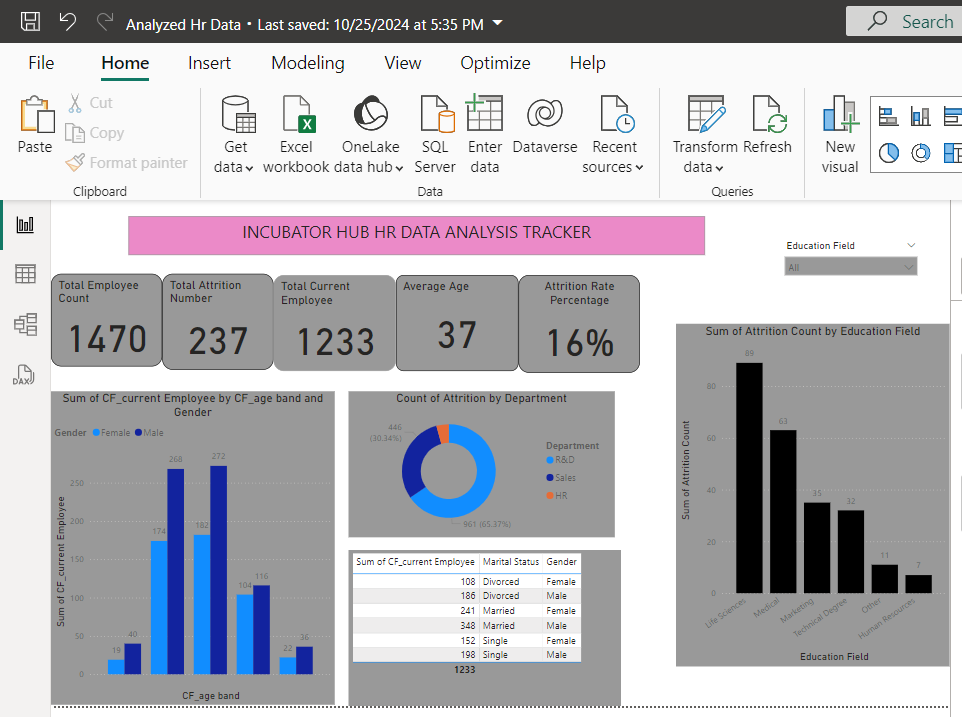 Analyzed Hr Data • Last saved: 10/25/2024 at 5:35 PM
Search
File Home Insert Modeling View Optimize Help
Paste
Cut
Copy
Format painter
Clipboard
Get data
Excel workbook
OneLake data hub
SQL Server
Enter data
Dataverse
Recent sources
Data
Transform data
Refresh
Queries
New visual
DAX
INCUBATOR HUB HR DATA ANALYSIS TRACKER
Education Field
All
Total Employee
Count
1470
Total Attrition
Number
237
Total Current
Employee
1233
Average Age
37
Attrition Rate
Percentage
16%
Sum of CF_current Employee by CF_age band and
Gender
Gender Female Male
Sum of CF_current Employee
250
200
150
100
50
0
19 40
174 268
182 272
104 116
22 36
CF_age band
Count of Attrition by Department
446
(30.34%)
961 (65.37%)
Department
R&D
Sales
HR
Sum of CF_current Employee Marital Status Gender
108 Divorced Female
186 Divorced Male
241 Married Female
348 Married Male
152 Single Female
198 Single Male
1233
Sum of Attrition Count by Education Field
Sum of Attrition Count
80
60
40
20
0
89
63
35
32
11
7
Life Sciences
Medical
Marketing
Technical Degree
Other
Human Resources
Education Field